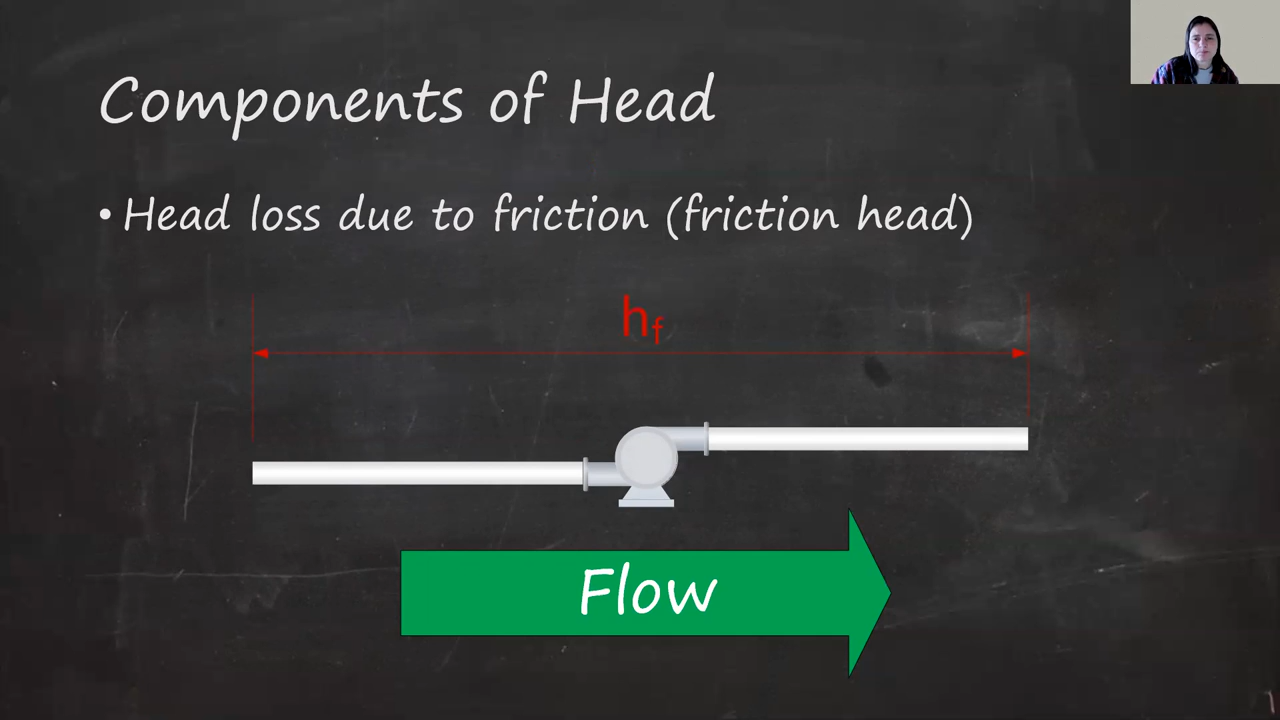 Components of Head
• Head loss due to friction (friction head)
hf
Flow